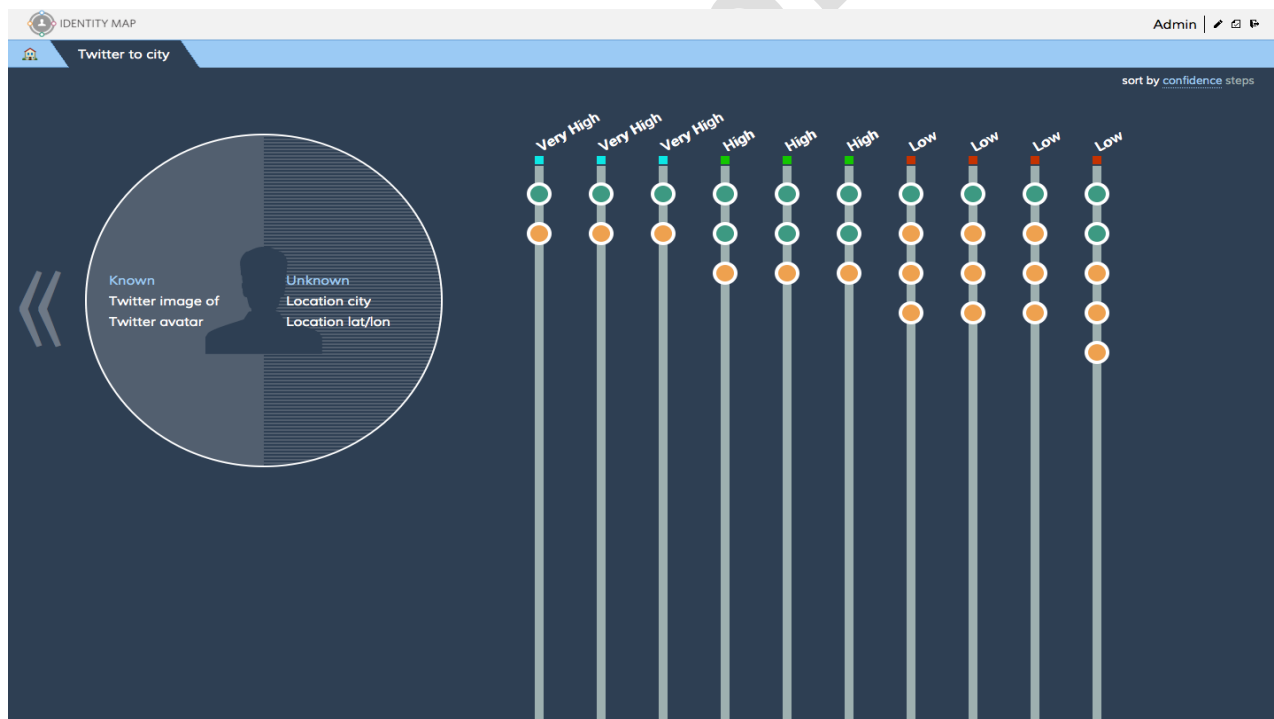 IDENTITY MAP
Admin
Twitter to city
sort by confidence steps
Very High Very High Very High High High High Low Low Low Low
Known
Twitter image of
Twitter avatar
Unknown
Location city
Location lat/lon